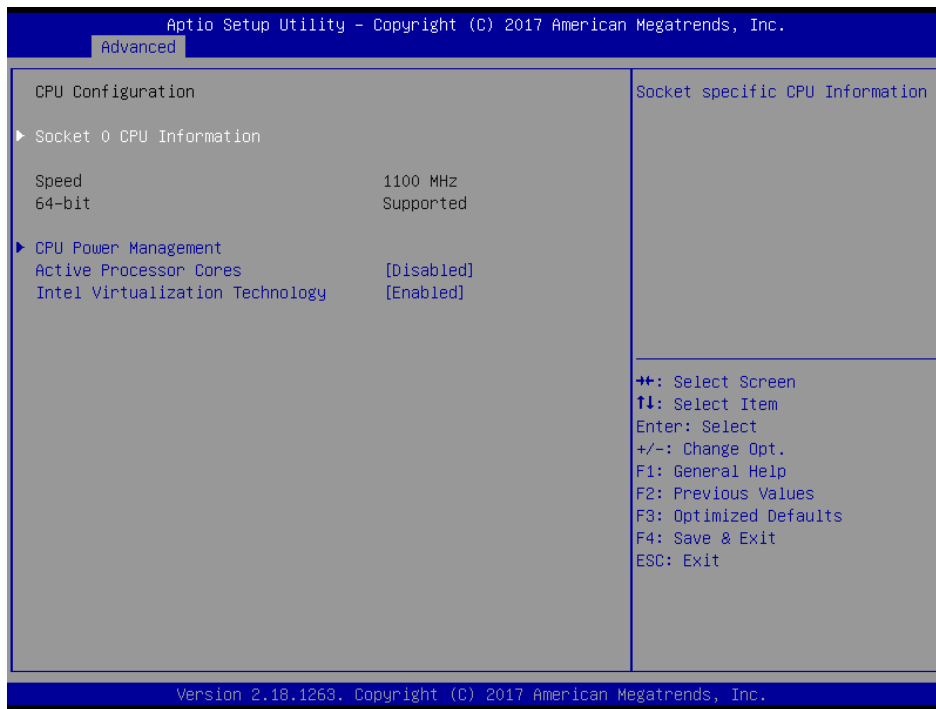 Aptio Setup Utility – Copyright (C) 2017 American Megatrends, Inc.
Advanced
CPU Configuration
Socket 0 CPU Information
Speed 1100 MHz
64-bit Supported
CPU Power Management
Active Processor Cores [Disabled]
Intel Virtualization Technology [Enabled]
Socket specific CPU Information
→←: Select Screen
↑↓: Select Item
Enter: Select
+/-: Change Opt.
F1: General Help
F2: Previous Values
F3: Optimized Defaults
F4: Save & Exit
ESC: Exit
Version 2.18.1263. Copyright (C) 2017 American Megatrends, Inc.